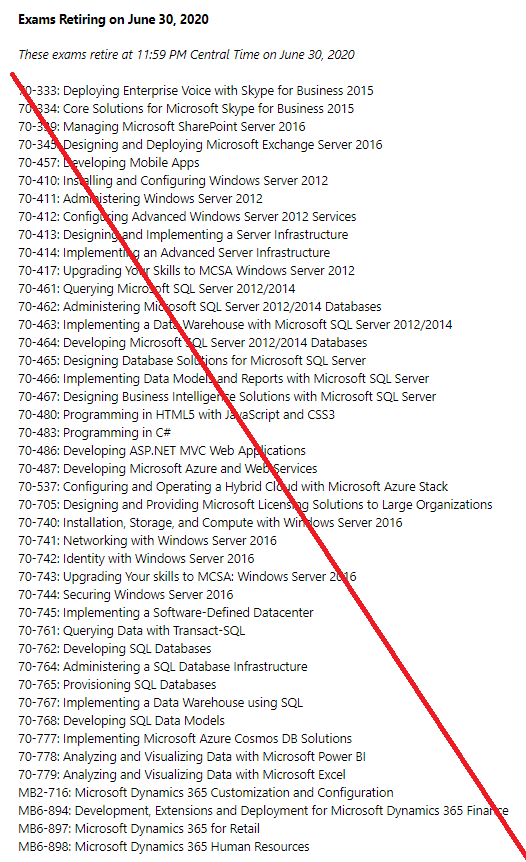 Exams Retiring on June 30, 2020
These exams retire at 11:59 PM Central Time on June 30, 2020
70-333: Deploying Enterprise Voice with Skype for Business 2015
70-334: Core Solutions for Microsoft Skype for Business 2015
70-339: Managing Microsoft SharePoint Server 2016
70-345: Designing and Deploying Microsoft Exchange Server 2016
70-457: Developing Mobile Apps
70-410: Installing and Configuring Windows Server 2012
70-411: Administering Windows Server 2012
70-412: Configuring Advanced Windows Server 2012 Services
70-413: Designing and Implementing a Server Infrastructure
70-414: Implementing an Advanced Server Infrastructure
70-417: Upgrading Your Skills to MCSA Windows Server 2012
70-461: Querying Microsoft SQL Server 2012/2014
70-462: Administering Microsoft SQL Server 2012/2014 Databases
70-463: Implementing a Data Warehouse with Microsoft SQL Server 2012/2014
70-464: Developing Microsoft SQL Server 2012/2014 Databases
70-465: Designing Database Solutions for Microsoft SQL Server
70-466: Implementing Data Models and Reports with Microsoft SQL Server
70-467: Designing Business Intelligence Solutions with Microsoft SQL Server
70-480: Programming in HTML5 with JavaScript and CSS3
70-483: Programming in C#
70-486: Developing ASP.NET MVC Web Applications
70-487: Developing Microsoft Azure and Web Services
70-537: Configuring and Operating a Hybrid Cloud with Microsoft Azure Stack
70-705: Designing and Providing Microsoft Licensing Solutions to Large Organizations
70-740: Installation, Storage, and Compute with Windows Server 2016
70-741: Networking with Windows Server 2016
70-742: Identity with Windows Server 2016
70-743: Upgrading Your skills to MCSA: Windows Server 2016
70-744: Securing Windows Server 2016
70-745: Implementing a Software-Defined Datacenter
70-761: Querying Data with Transact-SQL
70-762: Developing SQL Databases
70-764: Administering a SQL Database Infrastructure
70-765: Provisioning SQL Databases
70-767: Implementing a Data Warehouse using SQL
70-768: Developing SQL Data Models
70-777: Implementing Microsoft Azure Cosmos DB Solutions
70-778: Analyzing and Visualizing Data with Microsoft Power BI
70-779: Analyzing and Visualizing Data with Microsoft Excel
MB2-716: Microsoft Dynamics 365 Customization and Configuration
MB6-894: Development, Extensions and Deployment for Microsoft Dynamics 365 Finance
MB6-897: Microsoft Dynamics 365 for Retail
MB6-898: Microsoft Dynamics 365 Human Resources